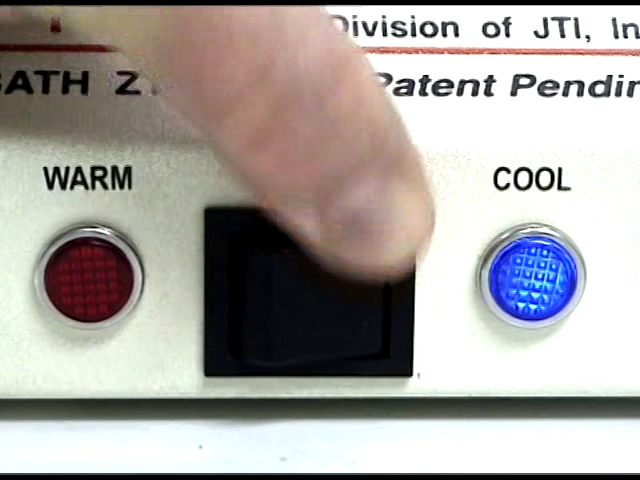 Division of JTI, In
BATH Z Patent Pendin
WARM COOL